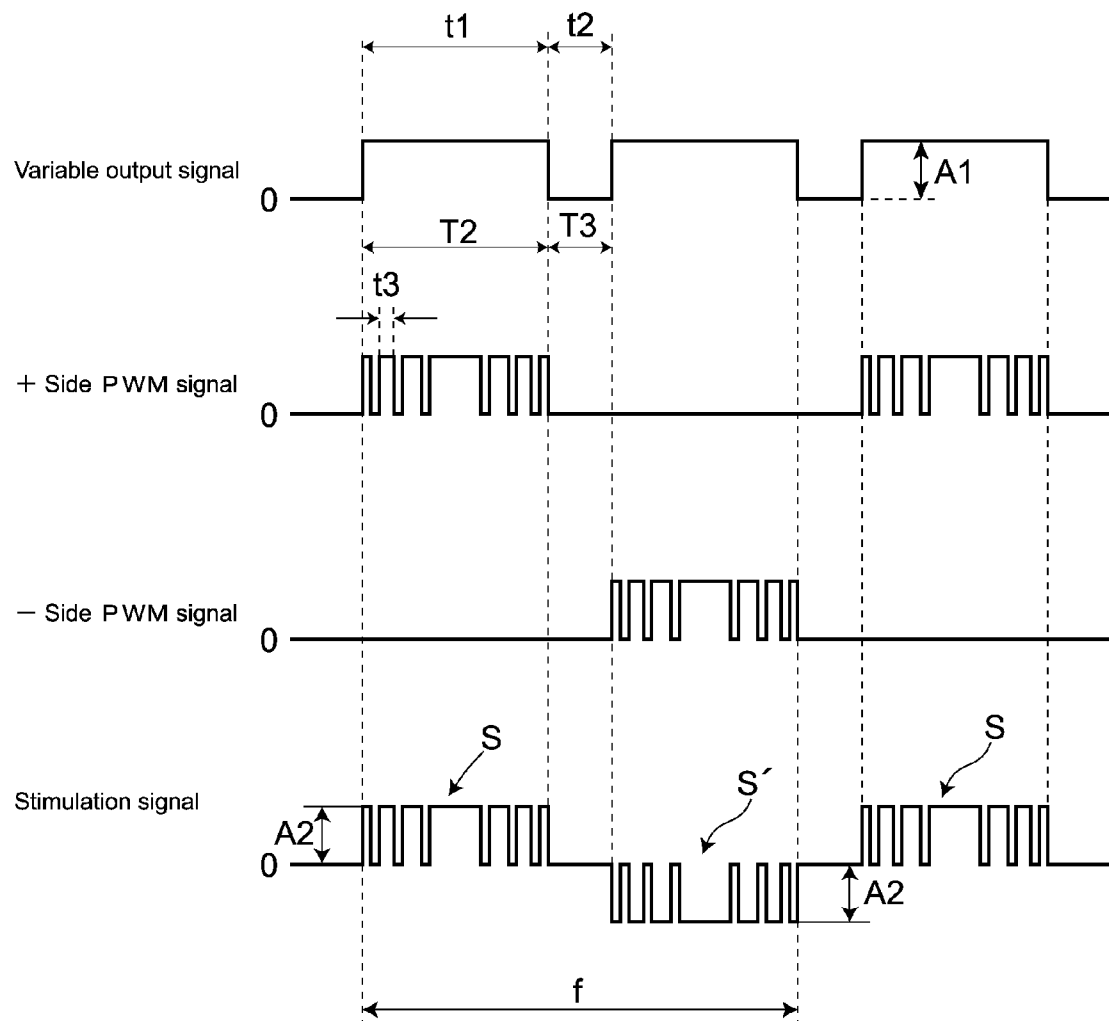 t1 t2
Variable output signal
0
A1
T2 T3
t3
+ Side PWM signal
0
− Side PWM signal
0
S
S
S´
Stimulation signal
A2
0
A2
f